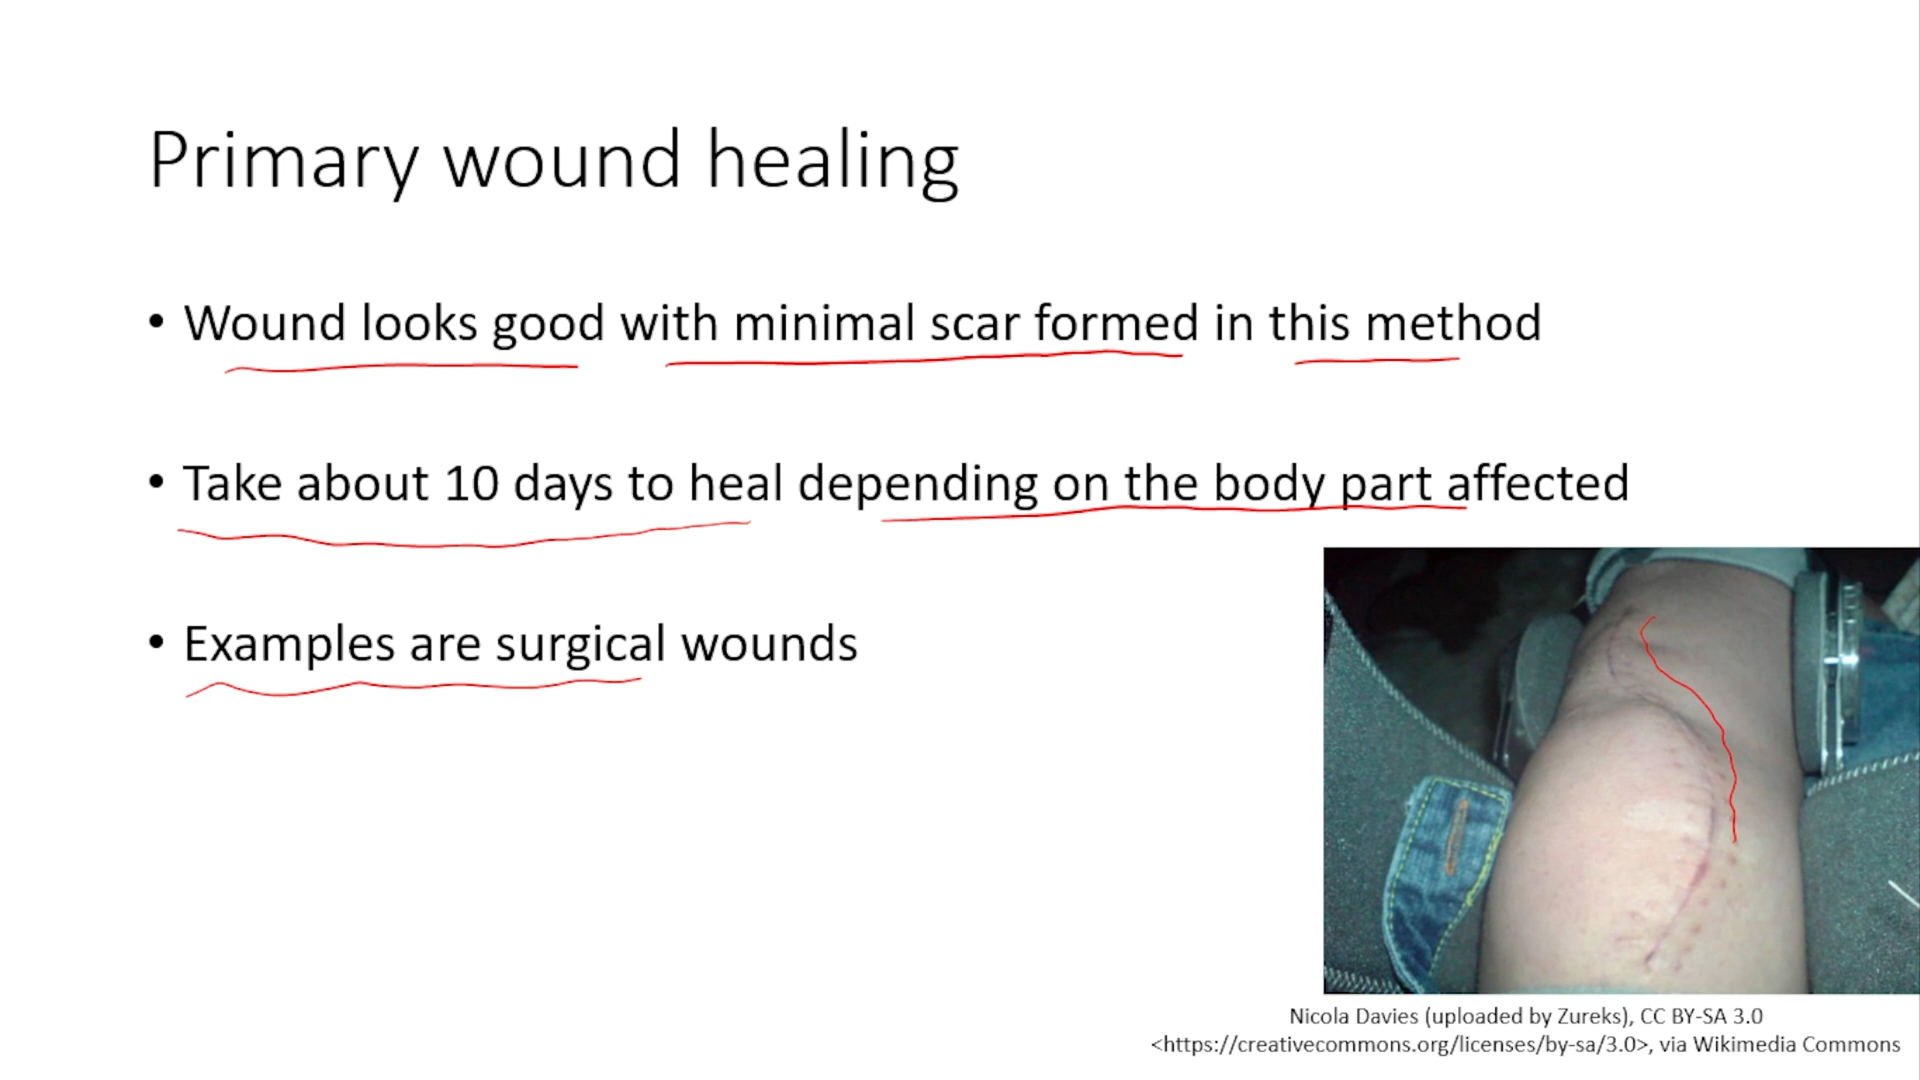 Primary wound healing
• Wound looks good with minimal scar formed in this method
• Take about 10 days to heal depending on the body part affected
• Examples are surgical wounds
Nicola Davies (uploaded by Zureks), CC BY-SA 3.0
<https://creativecommons.org/licenses/by-sa/3.0>, via Wikimedia Commons